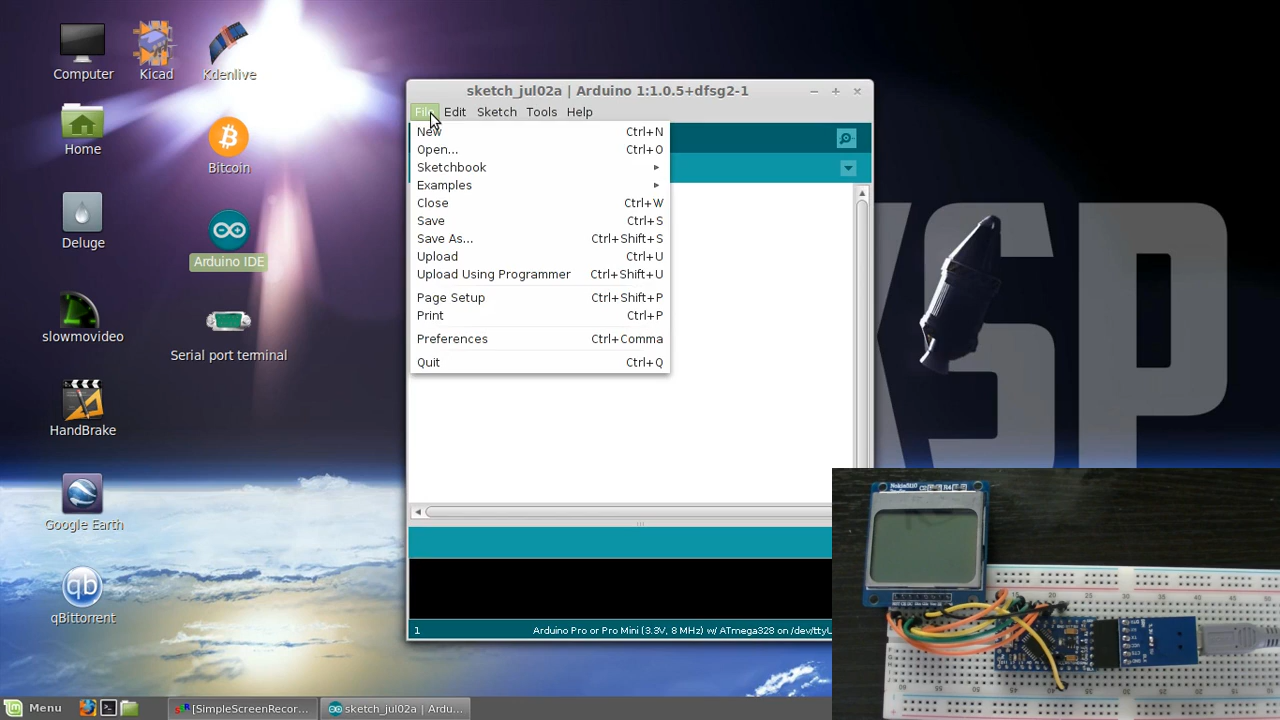 Computer
Kicad
Kdenlive
Home
Bitcoin
Deluge
Arduino IDE
slowmovideo
Serial port terminal
HandBrake
Google Earth
qb
qBittorrent
sketch_jul02a | Arduino 1:1.0.5+dfsg2-1
File Edit Sketch Tools Help
New Ctrl+N
Open... Ctrl+O
Sketchbook
Examples
Close Ctrl+W
Save Ctrl+S
Save As... Ctrl+Shift+S
Upload Ctrl+U
Upload Using Programmer Ctrl+Shift+U
Page Setup Ctrl+Shift+P
Print Ctrl+P
Preferences Ctrl+Comma
Quit Ctrl+Q
KSP
1 Arduino Pro or Pro Mini (3.3V, 8 MHz) w/ ATmega328 on /dev/ttyU
Menu
[SimpleScreenRecor...
sketch_jul02a | Ardu...